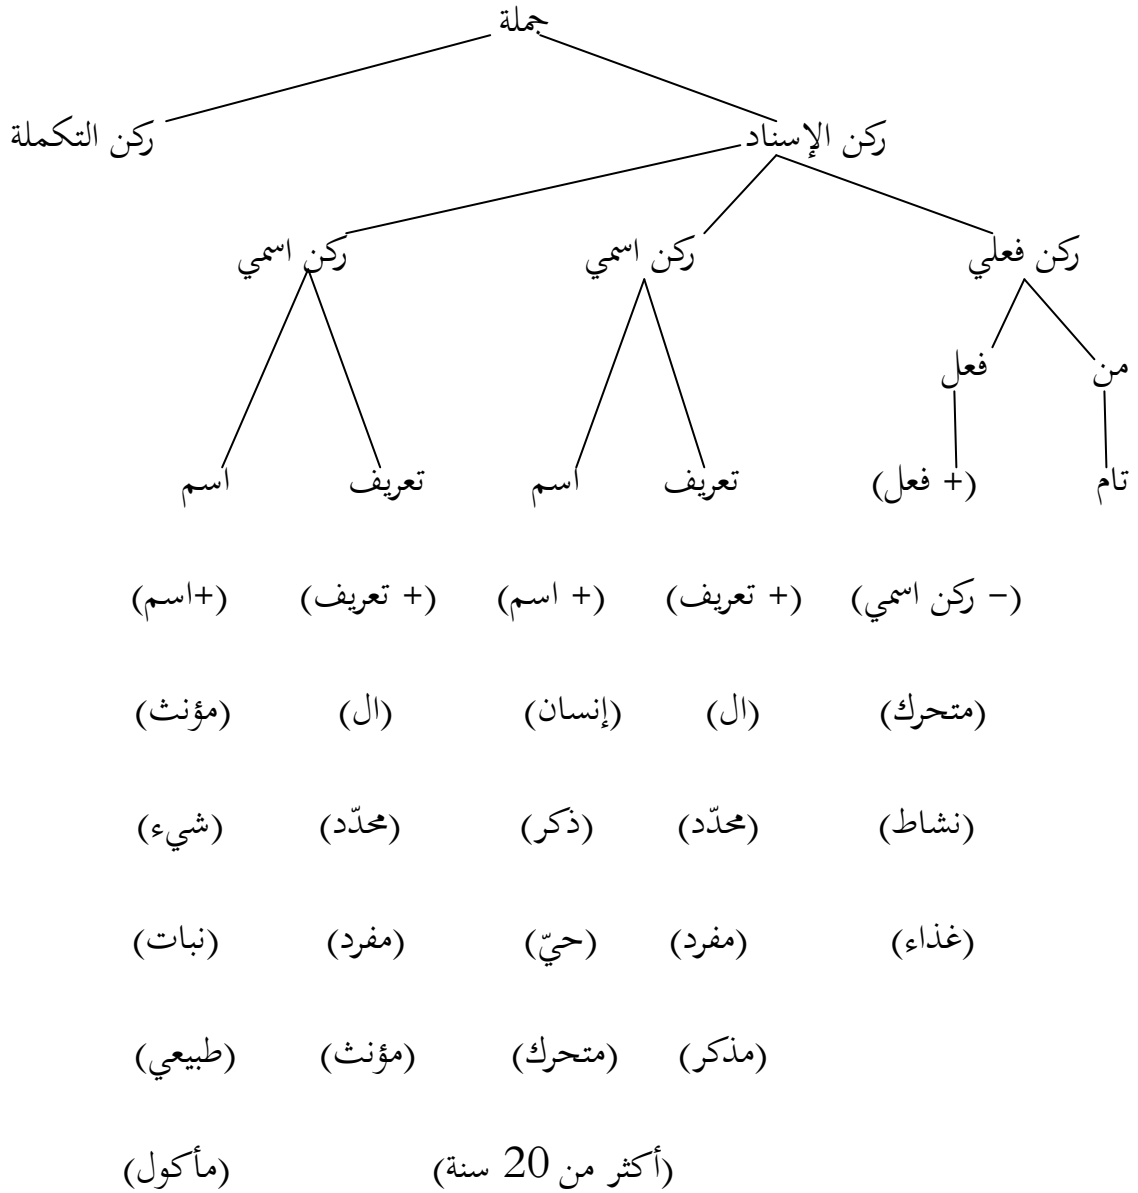 جملة
ركن الإسناد ركن التكملة
ركن فعلي ركن اسمي ركن اسمي
من فعل
تام (+ فعل) تعريف اسم تعريف اسم
(– ركن اسمي) (+ تعريف) (+ اسم) (+ تعريف) (+اسم)
(متحرك) (ال) (إنسان) (ال) (مؤنث)
(نشاط) (محدّد) (ذكر) (محدّد) (شيء)
(غذاء) (مفرد) (حيّ) (مفرد) (نبات)
(مذكر) (متحرك) (مؤنث) (طبيعي)
(أكثر من 20 سنة) (مأكول)